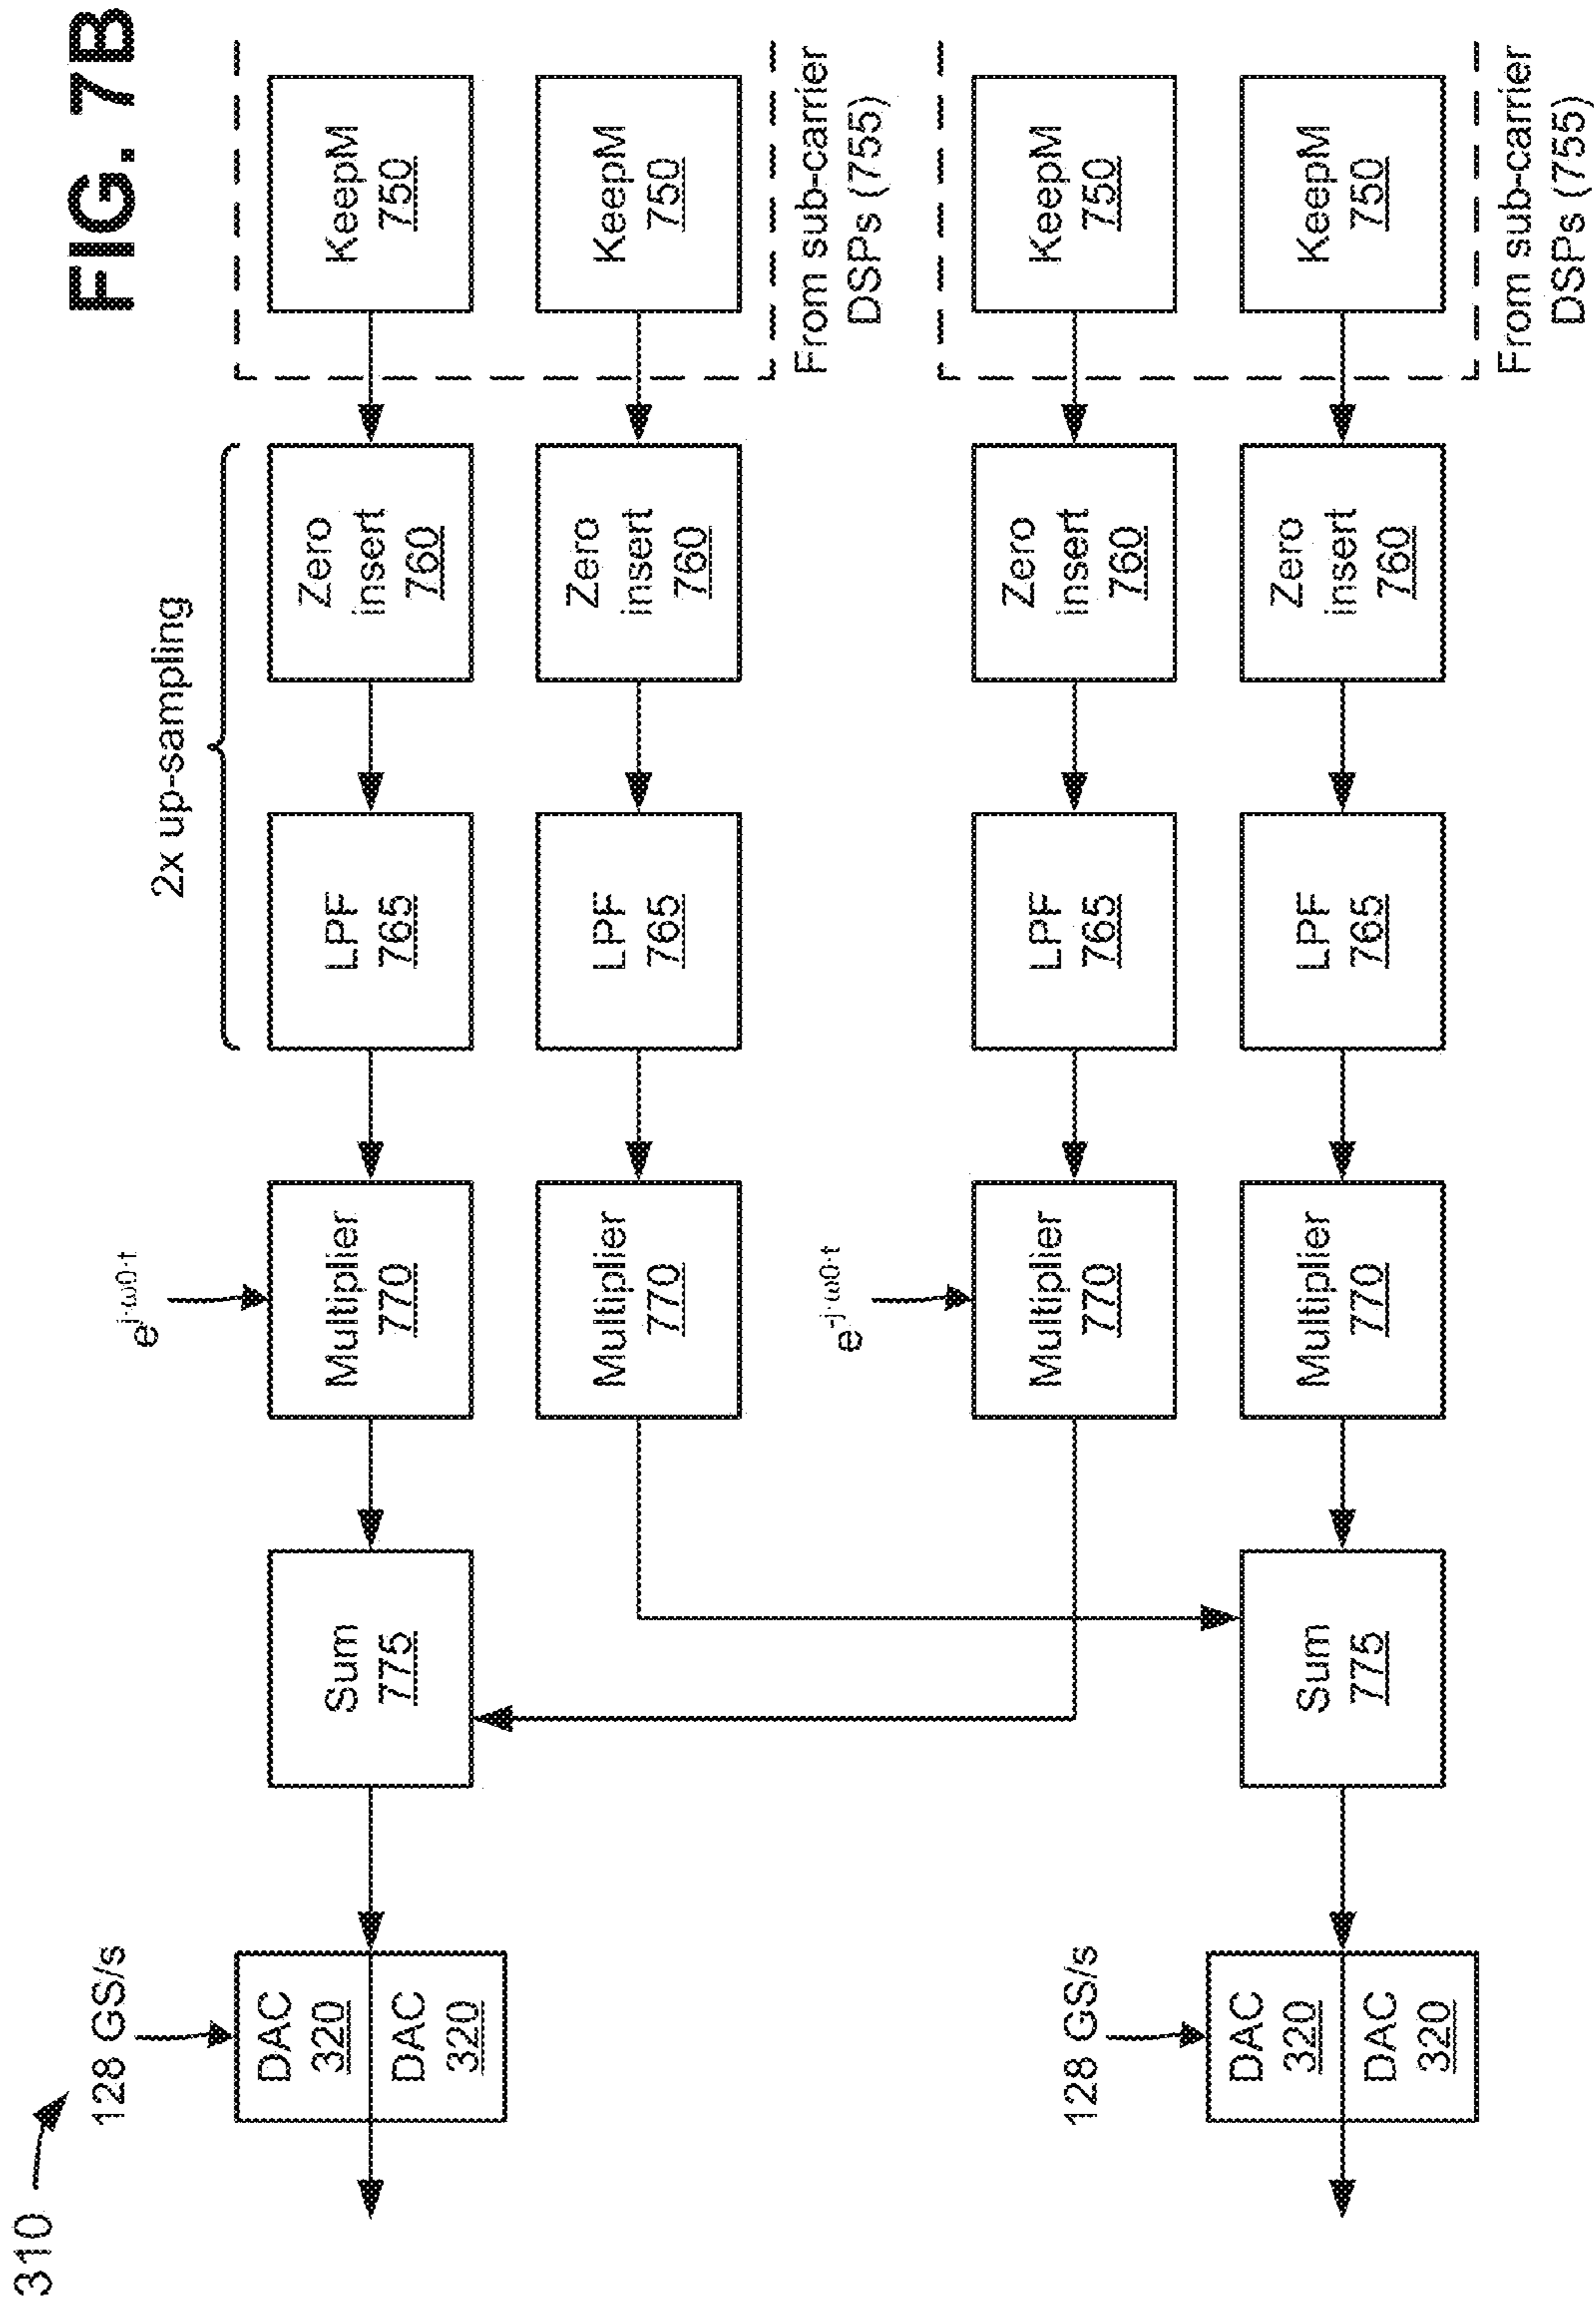 FIG. 7B
310
128 GS/s
DAC
320
DAC
320
Sum
775
e^j·ω0·t
Multiplier
770
LPF
765
2x up-sampling
Zero
insert
760
KeepM
750
Multiplier
770
LPF
765
Zero
insert
760
KeepM
750
From sub-carrier
DSPs (755)
e^-j·ω0·t
Multiplier
770
LPF
765
Zero
insert
760
KeepM
750
128 GS/s
DAC
320
DAC
320
Sum
775
Multiplier
770
LPF
765
Zero
insert
760
KeepM
750
From sub-carrier
DSPs (755)